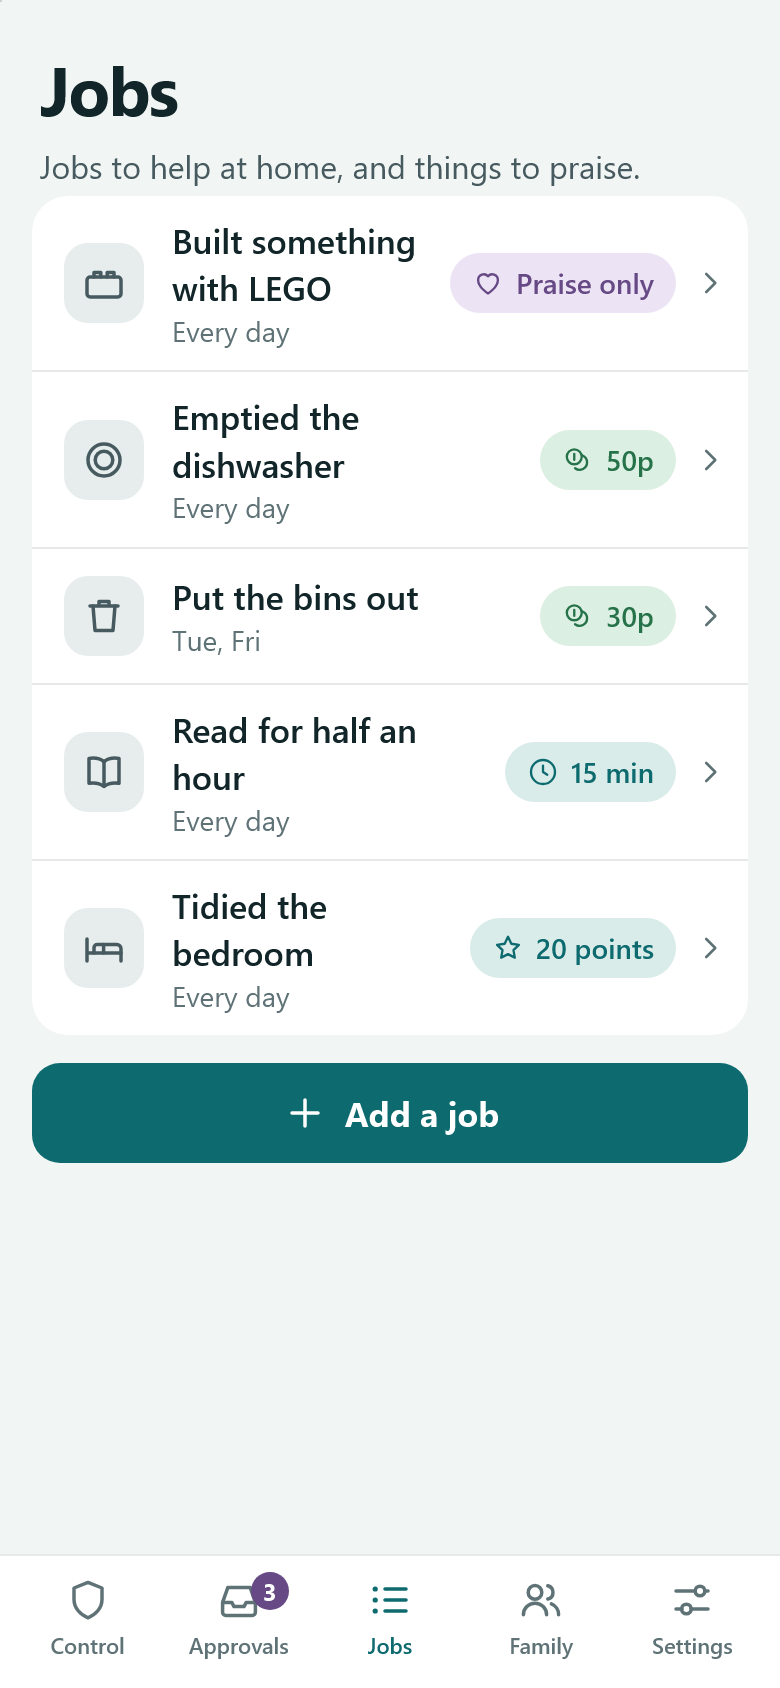 Jobs
Jobs to help at home, and things to praise.
Built something
with LEGO
Every day
Praise only
Emptied the
dishwasher
Every day
50p
Put the bins out
Tue, Fri
30p
Read for half an
hour
Every day
15 min
Tidied the
bedroom
Every day
20 points
Add a job
Control
3
Approvals
Jobs
Family
Settings